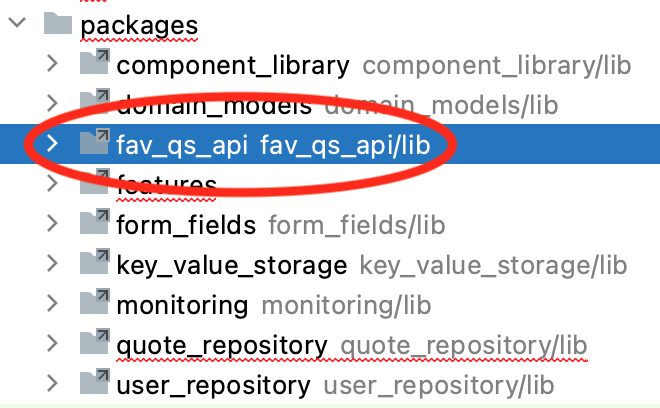 packages
component_library component_library/lib
domain_models domain_models/lib
fav_qs_api fav_qs_api/lib
features
form_fields form_fields/lib
key_value_storage key_value_storage/lib
monitoring monitoring/lib
quote_repository quote_repository/lib
user_repository user_repository/lib